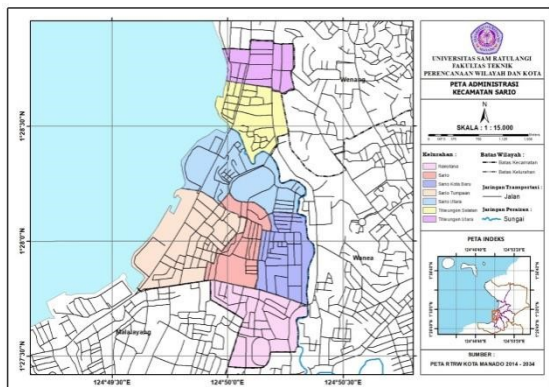 UNIVERSITAS SAM RATULANGI
FAKULTAS TEKNIK
PERENCANAAN WILAYAH DAN KOTA
PETA ADMINISTRASI
KECAMATAN SARIO
N
SKALA : 1 : 15.000
Kelurahan :
Sario
Sario Kota Baru
Sario Tumpaan
Sario Utara
Titiwungen Selatan
Titiwungen Utara
Batas Wilayah :
Batas Kecamatan
Batas Kelurahan
Jaringan Transportasi :
Jalan
Jaringan Perairan :
Sungai
PETA INDEKS
SUMBER :
PETA RTRW KOTA MANADO 2014 - 2034
Wenang
Wanea
Malalayang
1°28'30"N
1°28'0"N
1°27'30"N
124°49'30"E
124°50'0"E
124°50'30"E